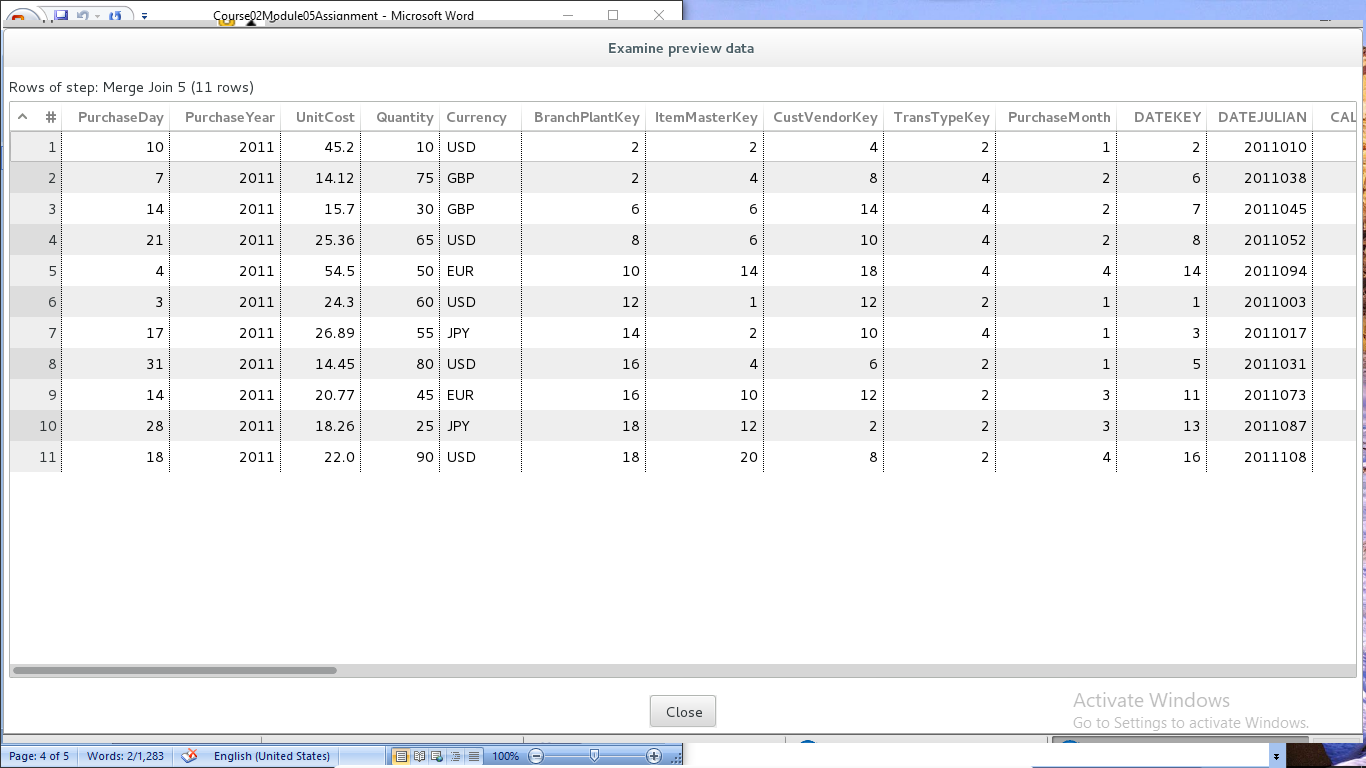 Course02Module05Assignment - Microsoft Word
Examine preview data
Rows of step: Merge Join 5 (11 rows)
# PurchaseDay PurchaseYear UnitCost Quantity Currency BranchPlantKey ItemMasterKey CustVendorKey TransTypeKey PurchaseMonth DATEKEY DATEJULIAN CAL
1 10 2011 45.2 10 USD 2 2 4 2 1 2 2011010
2 7 2011 14.12 75 GBP 2 4 8 4 2 6 2011038
3 14 2011 15.7 30 GBP 6 6 14 4 2 7 2011045
4 21 2011 25.36 65 USD 8 6 10 4 2 8 2011052
5 4 2011 54.5 50 EUR 10 14 18 4 4 14 2011094
6 3 2011 24.3 60 USD 12 1 12 2 1 1 2011003
7 17 2011 26.89 55 JPY 14 2 10 4 1 3 2011017
8 31 2011 14.45 80 USD 16 4 6 2 1 5 2011031
9 14 2011 20.77 45 EUR 16 10 12 2 3 11 2011073
10 28 2011 18.26 25 JPY 18 12 2 2 3 13 2011087
11 18 2011 22.0 90 USD 18 20 8 2 4 16 2011108
Close
Activate Windows
Go to Settings to activate Windows.
Page: 4 of 5 Words: 2/1,283 English (United States) 100%